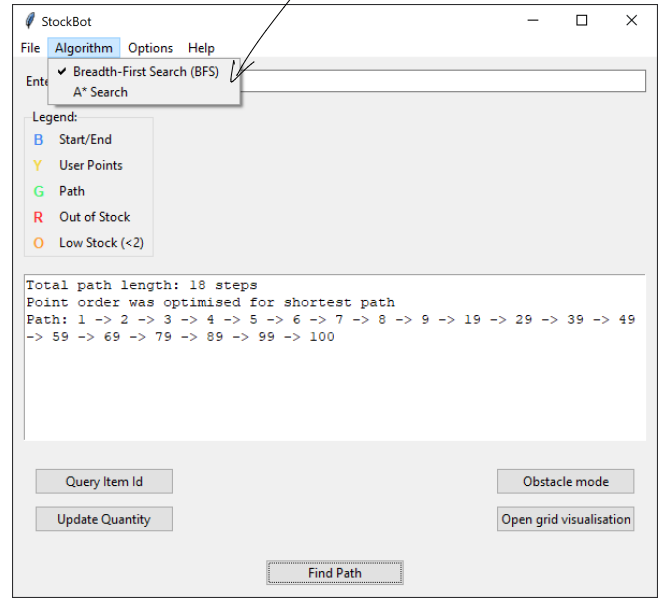 StockBot
File Algorithm Options Help
Breadth-First Search (BFS)
A* Search
Ente
Legend:
B Start/End
Y User Points
G Path
R Out of Stock
O Low Stock (<2)
Total path length: 18 steps
Point order was optimised for shortest path
Path: 1 -> 2 -> 3 -> 4 -> 5 -> 6 -> 7 -> 8 -> 9 -> 19 -> 29 -> 39 -> 49
-> 59 -> 69 -> 79 -> 89 -> 99 -> 100
Query Item Id Obstacle mode
Update Quantity Open grid visualisation
Find Path